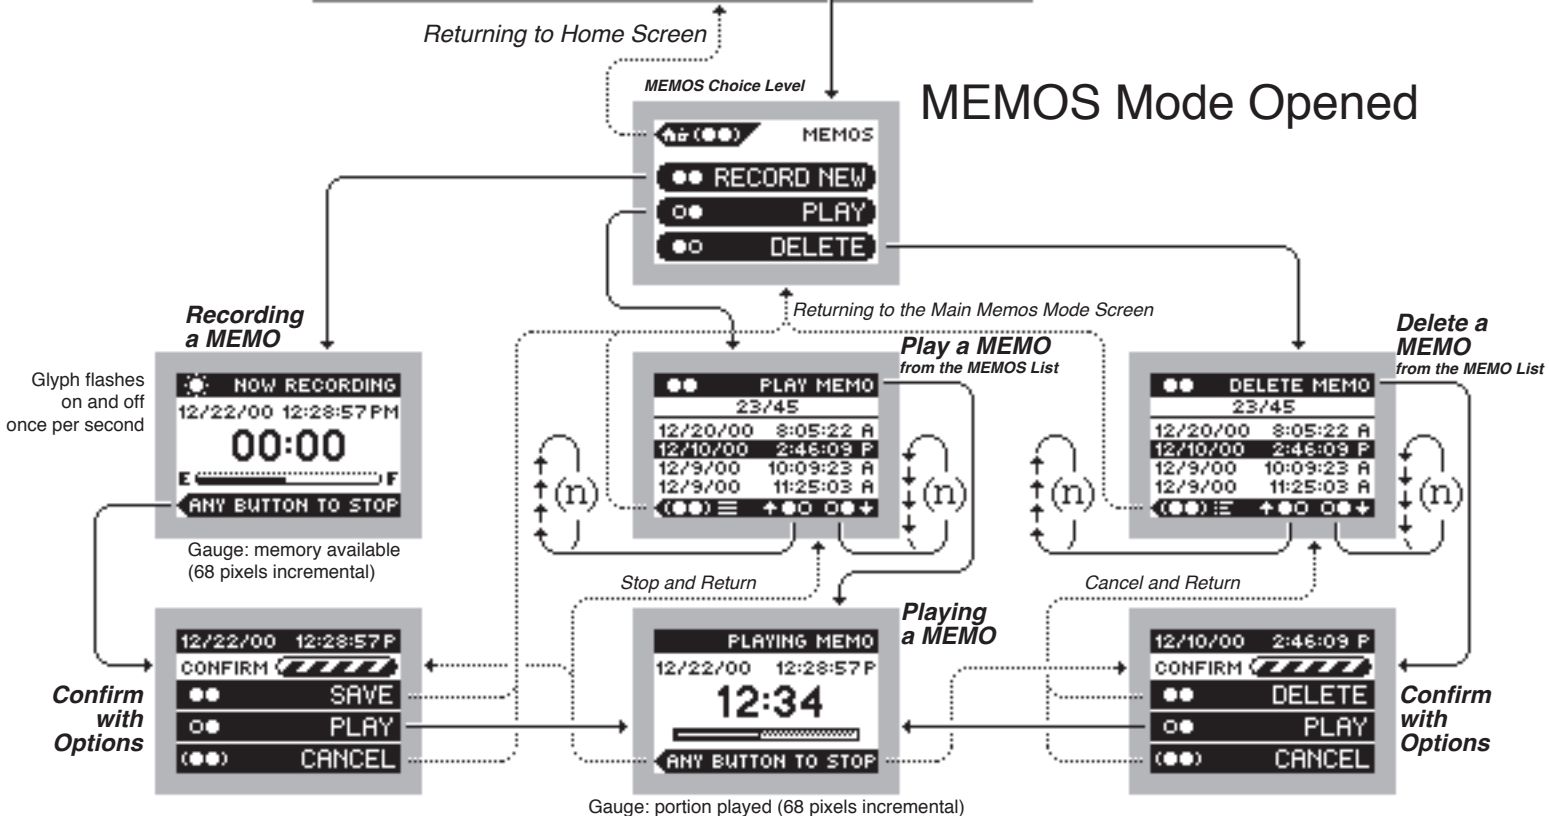 Returning to Home Screen
MEMOS Choice Level
MEMOS Mode Opened
MEMOS
RECORD NEW
PLAY
DELETE
Recording
a MEMO
Returning to the Main Memos Mode Screen
Glyph flashes
on and off
once per second
NOW RECORDING
12/22/00 12:28:57 PM
00:00
E F
ANY BUTTON TO STOP
Gauge: memory available
(68 pixels incremental)
Play a MEMO
from the MEMOS List
PLAY MEMO
23/45
12/20/00 8:05:22 A
12/10/00 2:46:09 P
12/9/00 10:09:23 A
12/9/00 11:25:03 A
(n)
(n)
Delete a
MEMO
from the MEMO List
DELETE MEMO
23/45
12/20/00 8:05:22 A
12/10/00 2:46:09 P
12/9/00 10:09:23 A
12/9/00 11:25:03 A
(n)
(n)
Stop and Return
Cancel and Return
12/22/00 12:28:57 P
CONFIRM
SAVE
PLAY
CANCEL
Confirm
with
Options
Playing
a MEMO
PLAYING MEMO
12/22/00 12:28:57 P
12:34
ANY BUTTON TO STOP
Gauge: portion played (68 pixels incremental)
12/10/00 2:46:09 P
CONFIRM
DELETE
PLAY
CANCEL
Confirm
with
Options